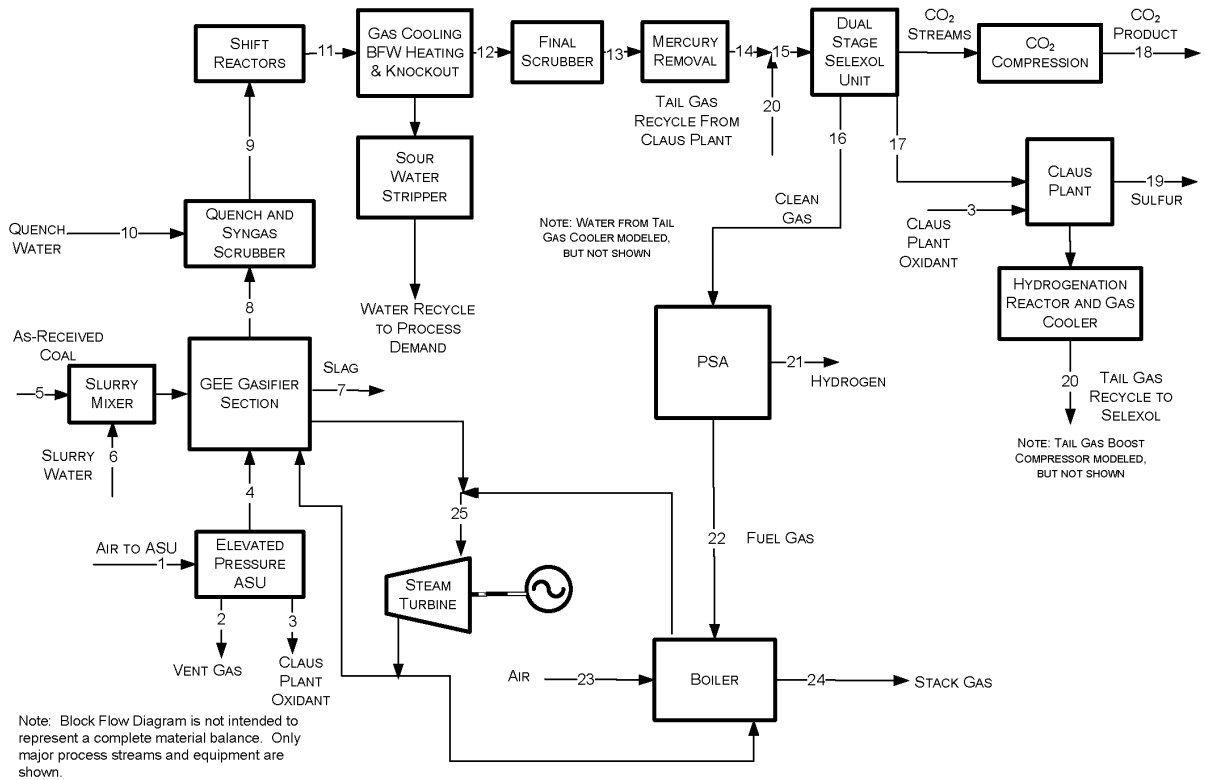 SHIFT
REACTORS
11
GAS COOLING
BFW HEATING
& KNOCKOUT
12
FINAL
SCRUBBER
13
MERCURY
REMOVAL
14
15
DUAL
STAGE
SELEXOL
UNIT
CO2
STREAMS
CO2
COMPRESSION
CO2
PRODUCT
18
20
TAIL GAS
RECYCLE FROM
CLAUS PLANT
16
17
9
SOUR
WATER
STRIPPER
CLAUS
PLANT
19
SULFUR
3
CLAUS
PLANT
OXIDANT
CLEAN
GAS
NOTE: WATER FROM TAIL
GAS COOLER MODELED,
BUT NOT SHOWN
QUENCH
WATER
10
QUENCH AND
SYNGAS
SCRUBBER
8
WATER RECYCLE
TO PROCESS
DEMAND
HYDROGENATION
REACTOR AND GAS
COOLER
20
TAIL GAS
RECYCLE TO
SELEXOL
NOTE: TAIL GAS BOOST
COMPRESSOR MODELED,
BUT NOT SHOWN
PSA
21
HYDROGEN
AS-RECEIVED
COAL
5
SLURRY
MIXER
GEE GASIFIER
SECTION
SLAG
7
SLURRY
WATER
6
4
25
22
FUEL GAS
AIR TO ASU
1
ELEVATED
PRESSURE
ASU
STEAM
TURBINE
2
3
VENT GAS
CLAUS
PLANT
OXIDANT
AIR
23
BOILER
24
STACK GAS
Note: Block Flow Diagram is not intended to
represent a complete material balance. Only
major process streams and equipment are
shown.